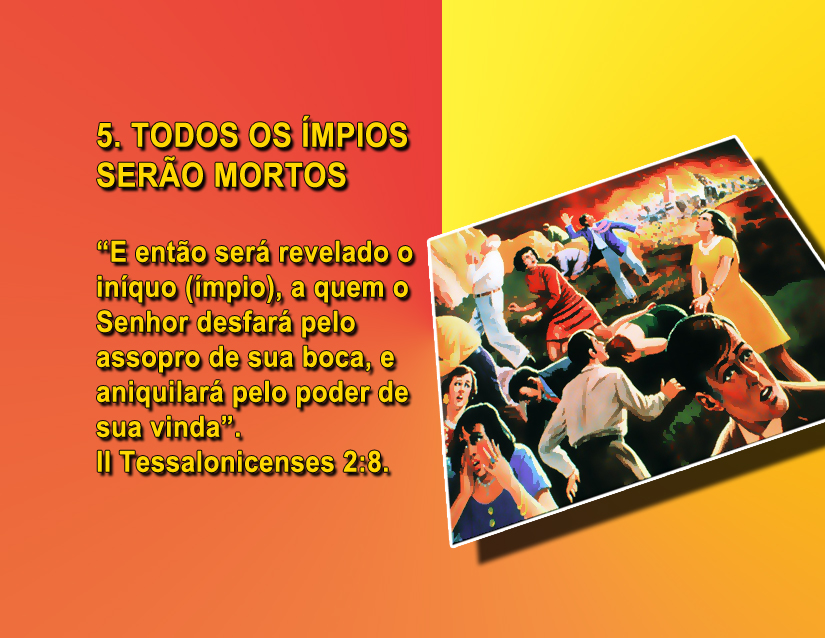 5. TODOS OS ÍMPIOS
SERÃO MORTOS
“E então será revelado o
iníquo (ímpio), a quem o
Senhor desfará pelo
assopro de sua boca, e
aniquilará pelo poder de
sua vinda”.
II Tessalonicenses 2:8.